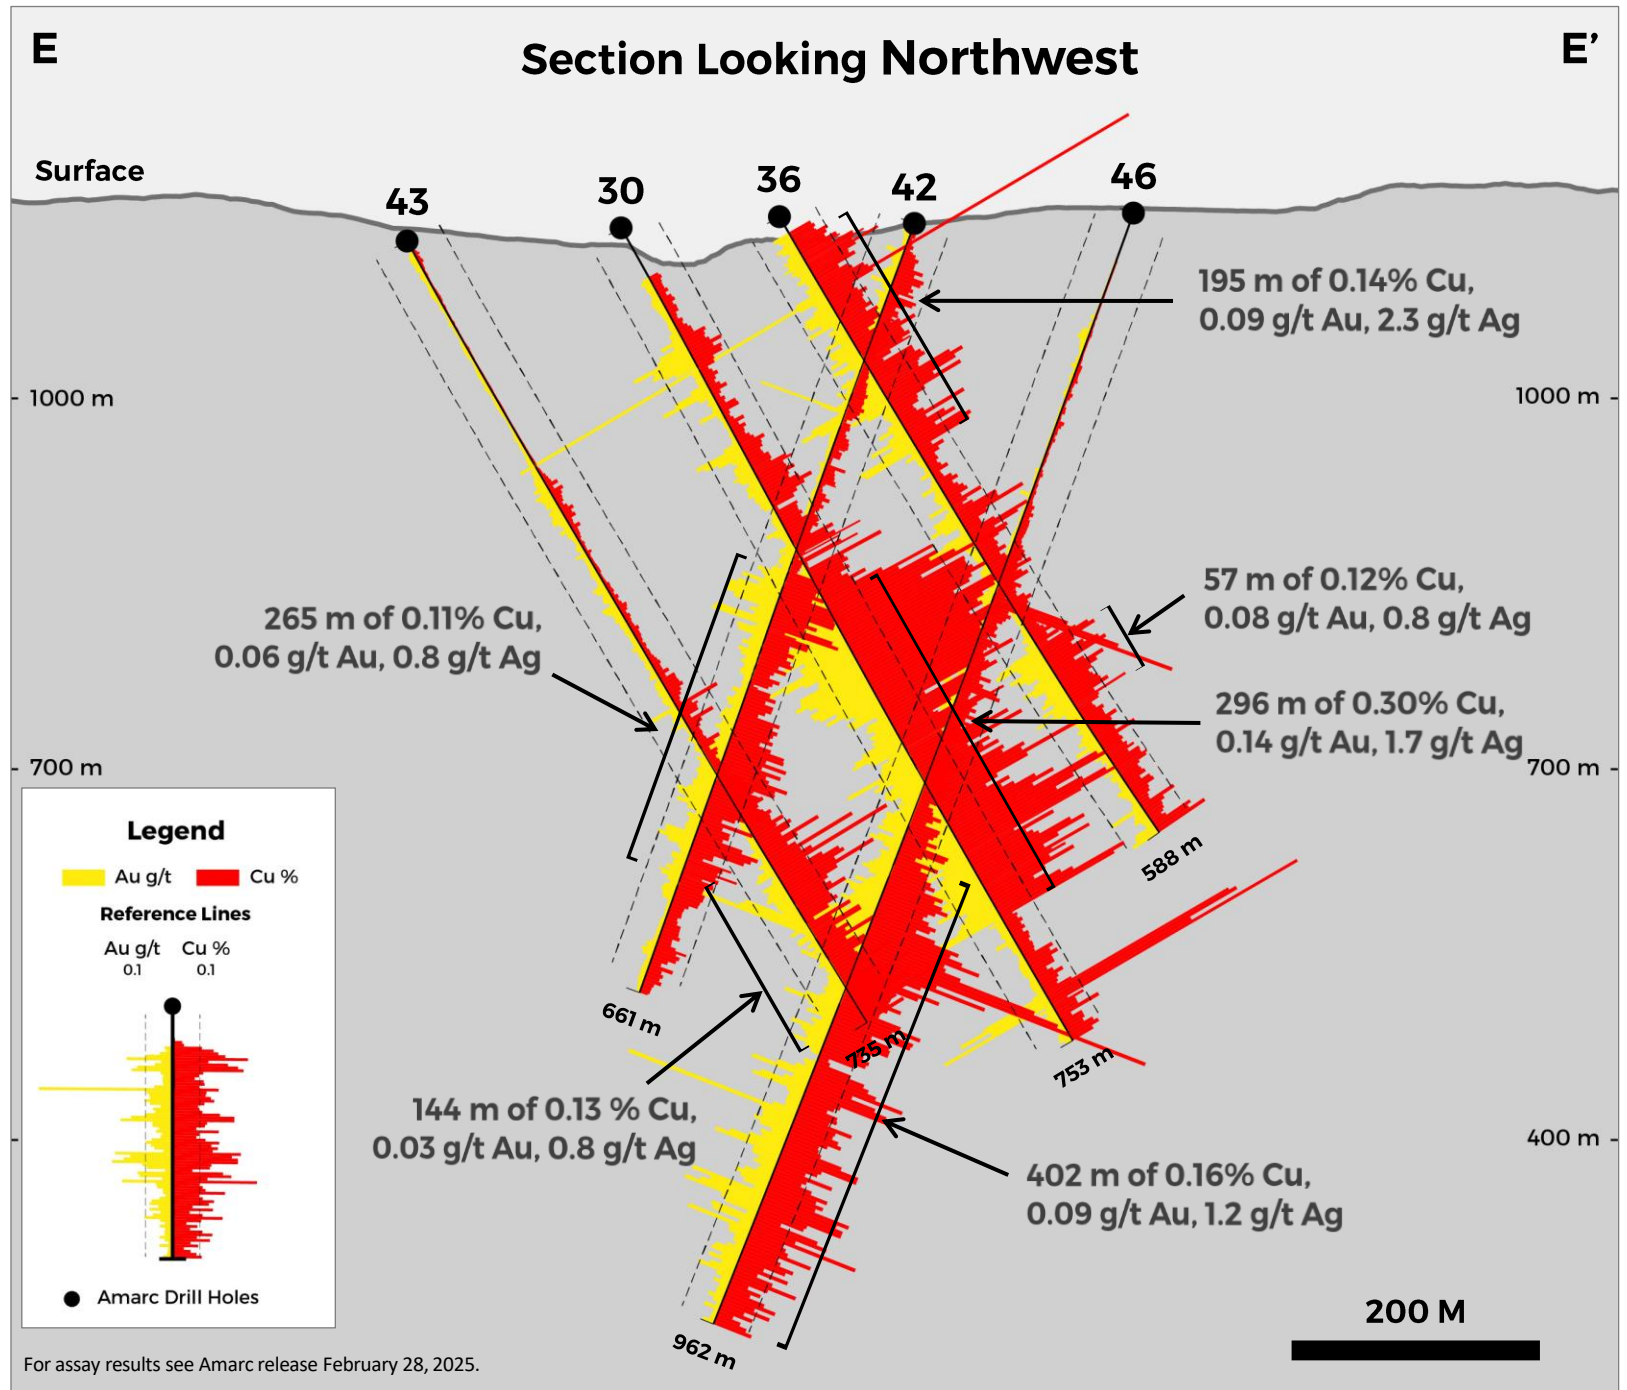 E
Section Looking Northwest
E’
Surface
43
30
36
42
46
195 m of 0.14% Cu,
0.09 g/t Au, 2.3 g/t Ag
1000 m
1000 m
57 m of 0.12% Cu,
0.08 g/t Au, 0.8 g/t Ag
265 m of 0.11% Cu,
0.06 g/t Au, 0.8 g/t Ag
296 m of 0.30% Cu,
0.14 g/t Au, 1.7 g/t Ag
700 m
700 m
588 m
661 m
735 m
753 m
144 m of 0.13 % Cu,
0.03 g/t Au, 0.8 g/t Ag
400 m
402 m of 0.16% Cu,
0.09 g/t Au, 1.2 g/t Ag
962 m
Legend
Au g/t Cu %
Reference Lines
Au g/t Cu %
0.1 0.1
Amarc Drill Holes
200 M
For assay results see Amarc release February 28, 2025.